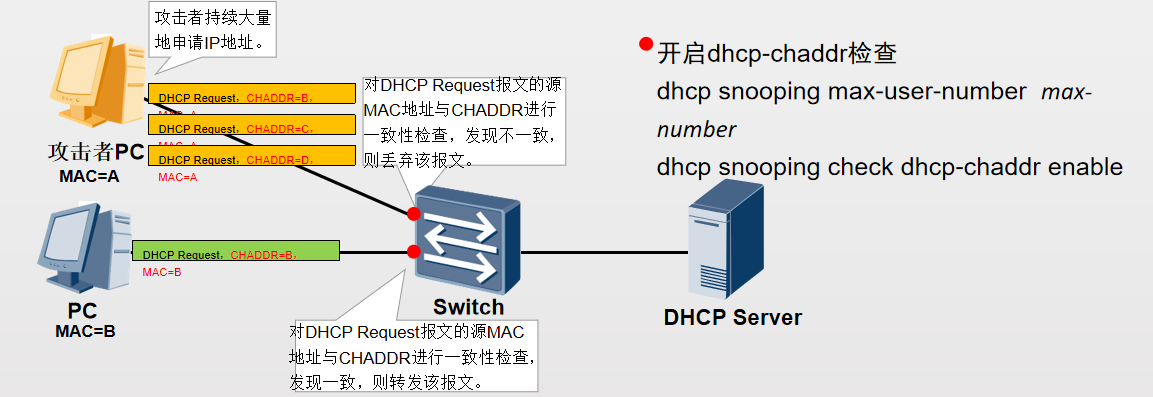 攻击者持续大量
地申请IP地址。
DHCP Request，CHADDR=B，
DHCP Request，CHADDR=C，
DHCP Request，CHADDR=D，
MAC=A
攻击者PC
MAC=A
对DHCP Request报文的源
MAC地址与CHADDR进行
一致性检查，发现不一致，
则丢弃该报文。
开启dhcp-chaddr检查
dhcp snooping max-user-number max-
number
dhcp snooping check dhcp-chaddr enable
DHCP Request，CHADDR=B，
MAC=B
PC
MAC=B
Switch
DHCP Server
对DHCP Request报文的源MAC
地址与CHADDR进行一致性检查，
发现一致，则转发该报文。